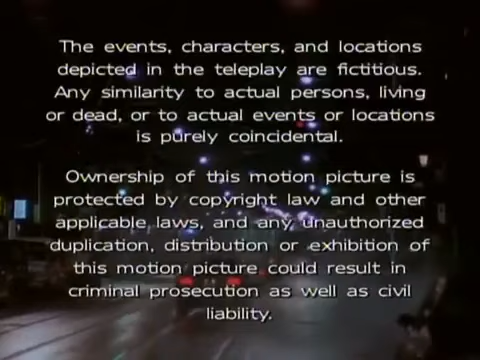 The events, characters, and locations
depicted in the teleplay are fictitious.
Any similarity to actual persons, living
or dead, or to actual events or locations
is purely coincidental.
Ownership of this motion picture is
protected by copyright law and other
applicable laws, and any unauthorized
duplication, distribution or exhibition of
this motion picture could result in
criminal prosecution as well as civil
liability.